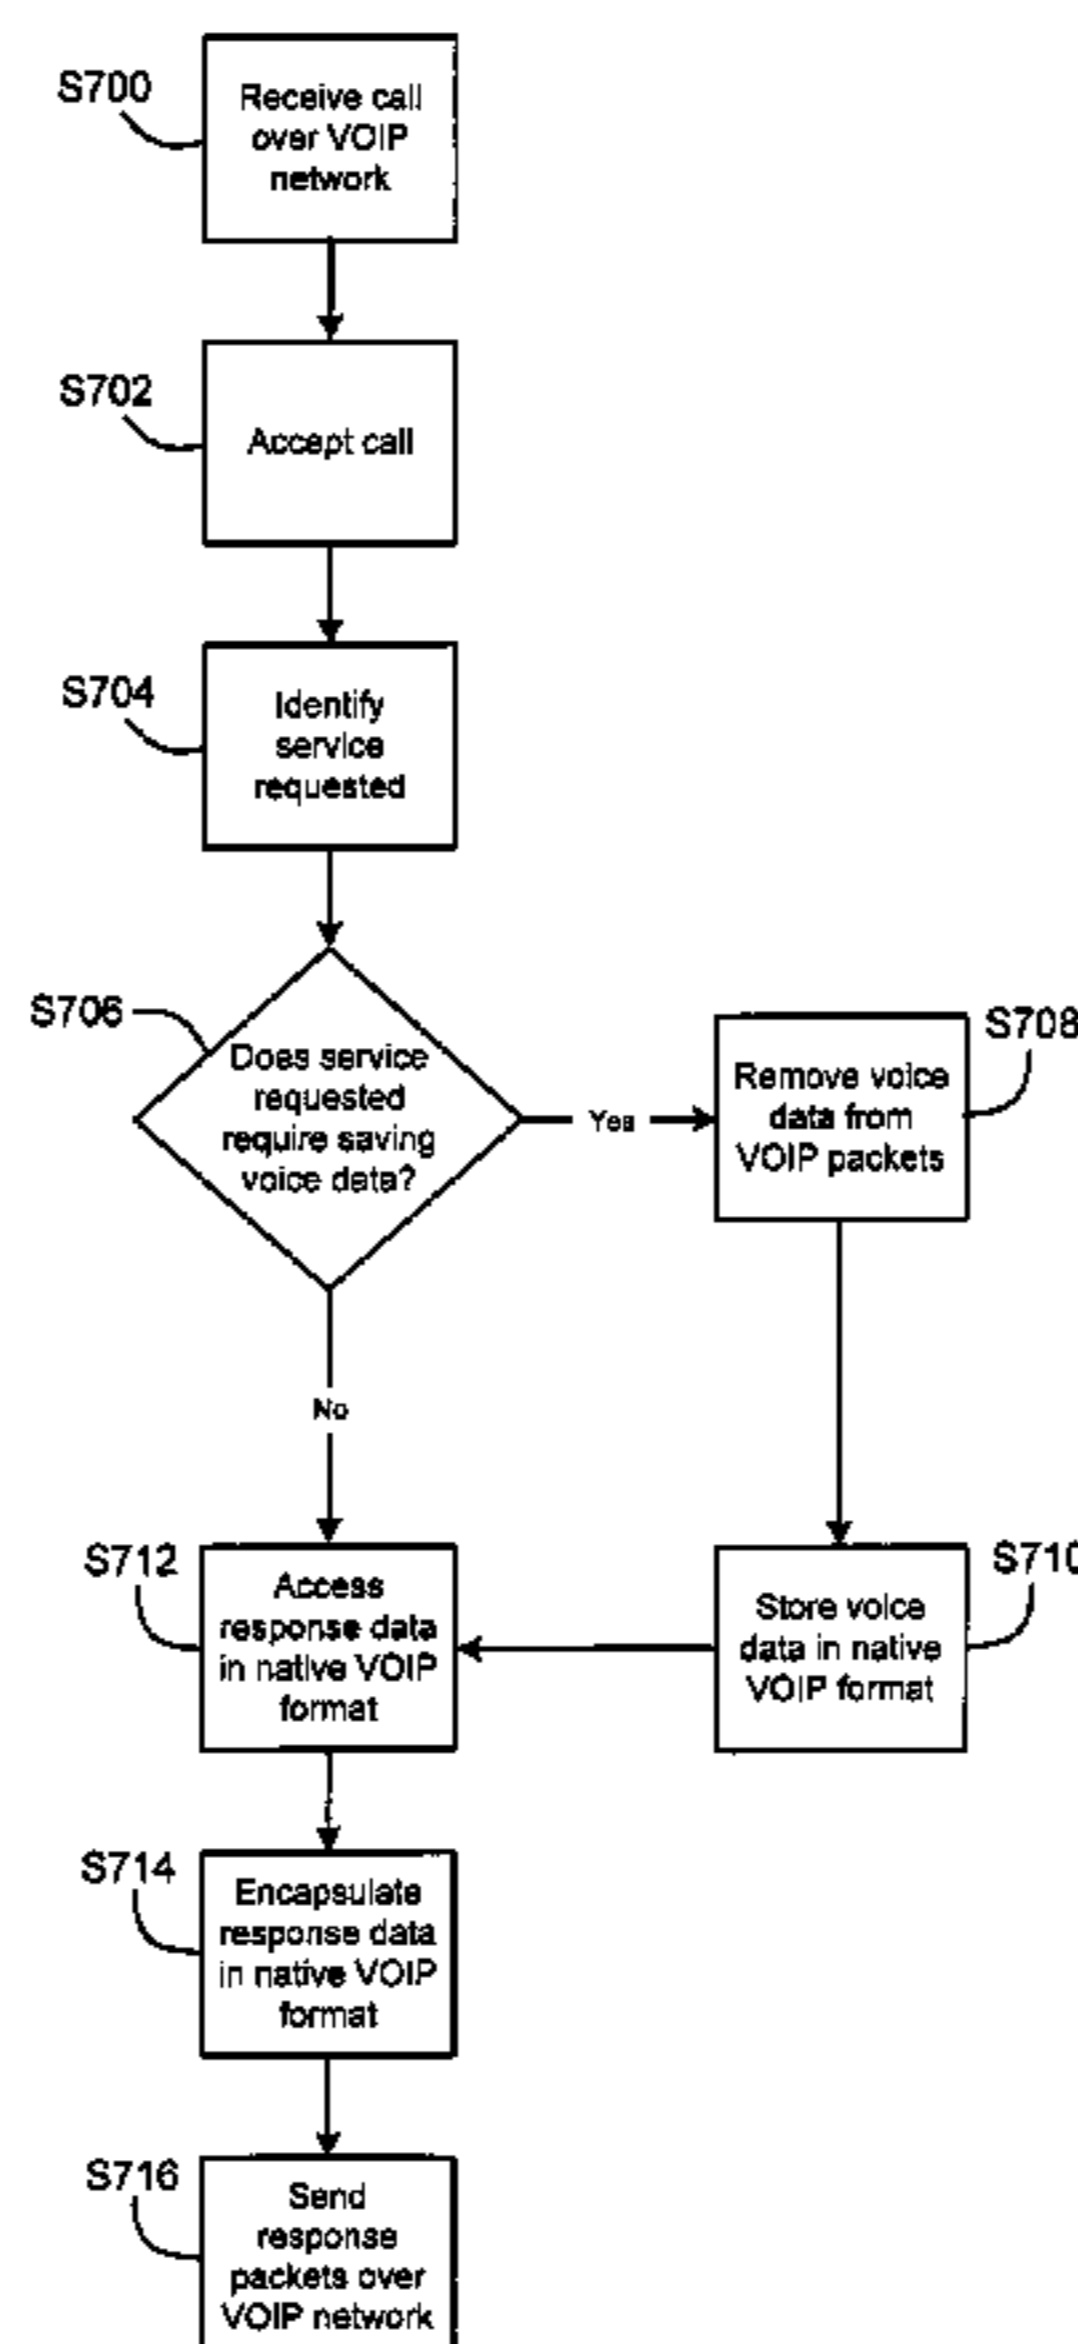 S700
Receive call
over VOIP
network
S702
Accept call
S704
Identify
service
requested
S706
Does service
requested
require saving
voice data?
Yes
S708
Remove voice
data from
VOIP packets
No
S712
Access
response data
in native VOIP
format
S710
Store voice
data in native
VOIP format
S714
Encapsulate
response data
in native VOIP
format
S716
Send
response
packets over
VOIP network